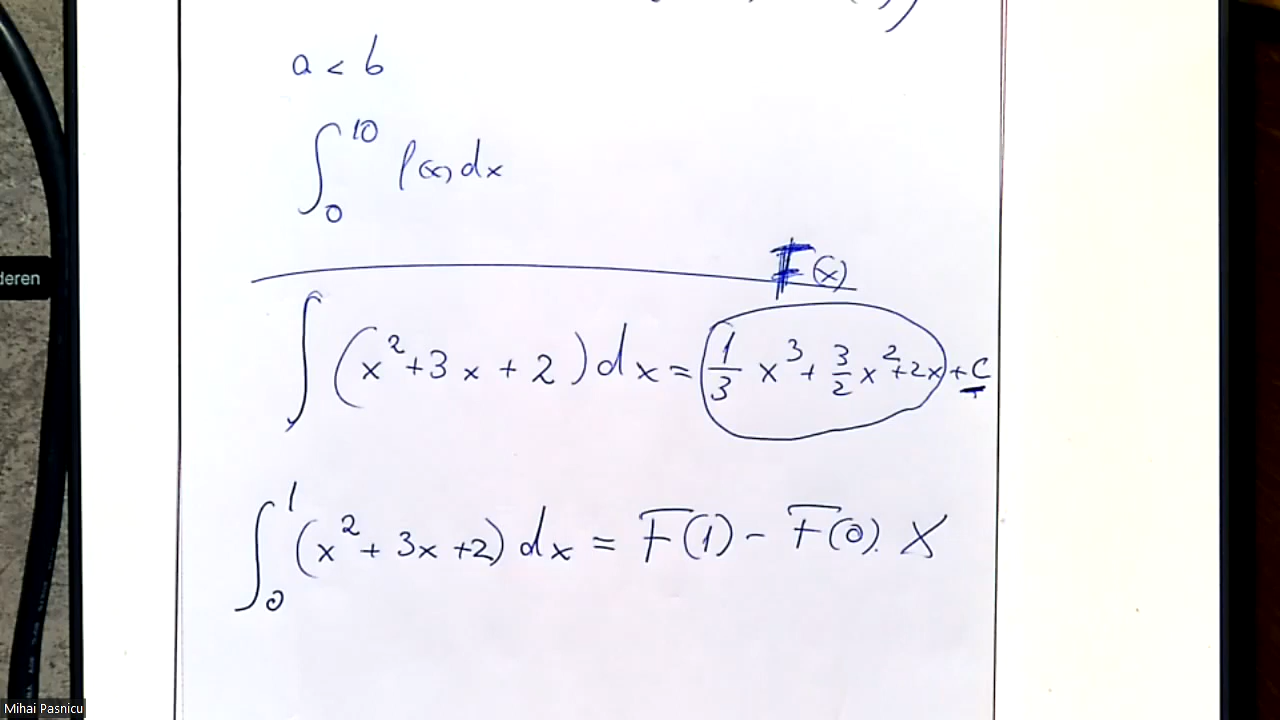 a < b
∫₀¹⁰ f(x) dx
F(x)
∫ (x² + 3x + 2) dx = 1/3 x³ + 3/2 x² + 2x + C
∫₀¹ (x² + 3x + 2) dx = F(1) - F(0). X
deren
Mihai Pasnicu